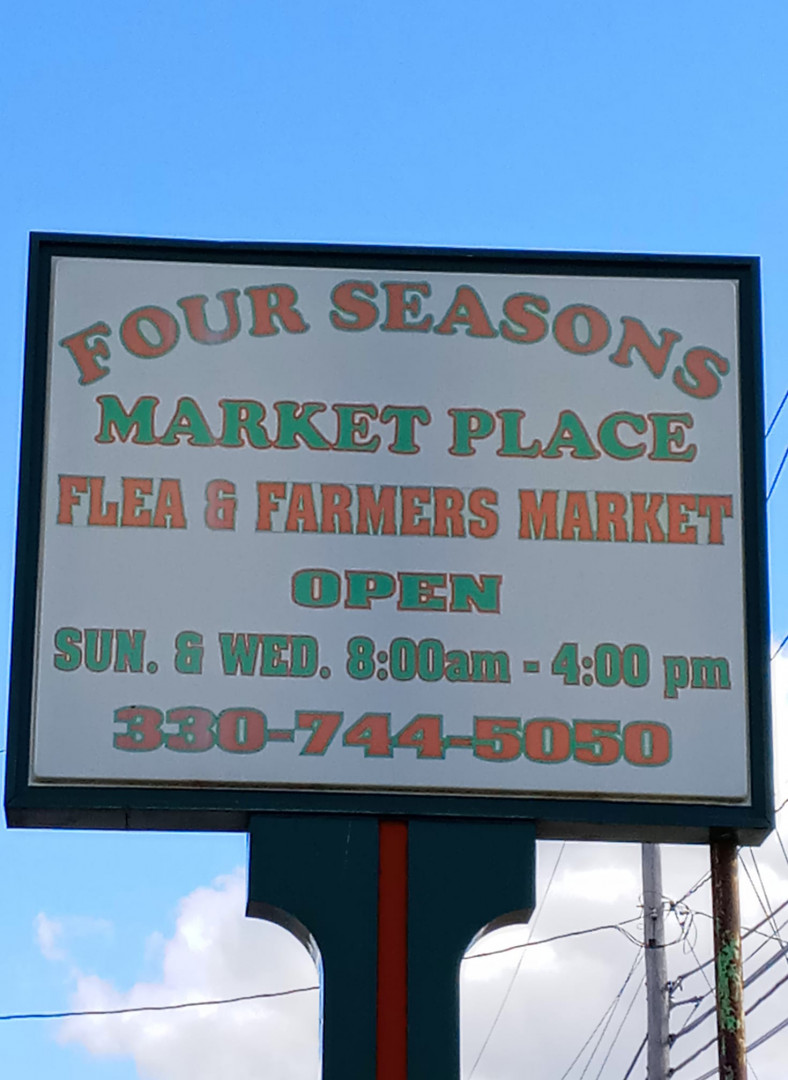 FOUR SEASONS
MARKET PLACE
FLEA & FARMERS MARKET
OPEN
SUN. & WED. 8:00am - 4:00 pm
330-744-5050